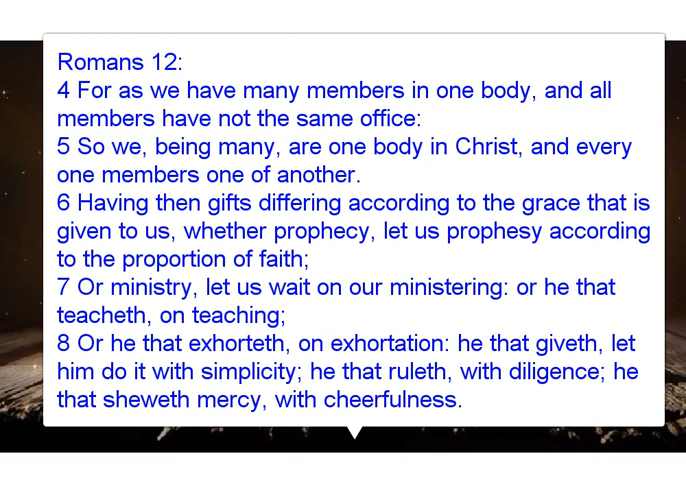 Romans 12:
4 For as we have many members in one body, and all
members have not the same office:
5 So we, being many, are one body in Christ, and every
one members one of another.
6 Having then gifts differing according to the grace that is
given to us, whether prophecy, let us prophesy according
to the proportion of faith;
7 Or ministry, let us wait on our ministering: or he that
teacheth, on teaching;
8 Or he that exhorteth, on exhortation: he that giveth, let
him do it with simplicity; he that ruleth, with diligence; he
that sheweth mercy, with cheerfulness.